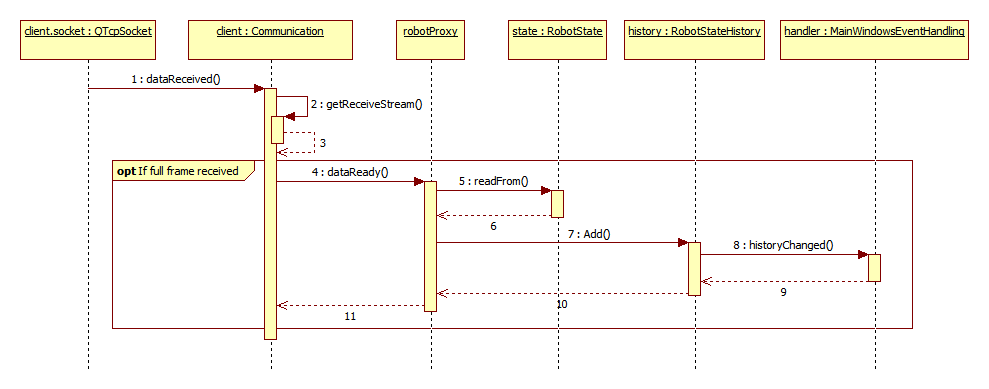 client.socket : QTcpSocket
client : Communication
robotProxy
state : RobotState
history : RobotStateHistory
handler : MainWindowsEventHandling
1 : dataReceived()
2 : getReceiveStream()
3
opt If full frame received
4 : dataReady()
5 : readFrom()
6
7 : Add()
8 : historyChanged()
9
10
11